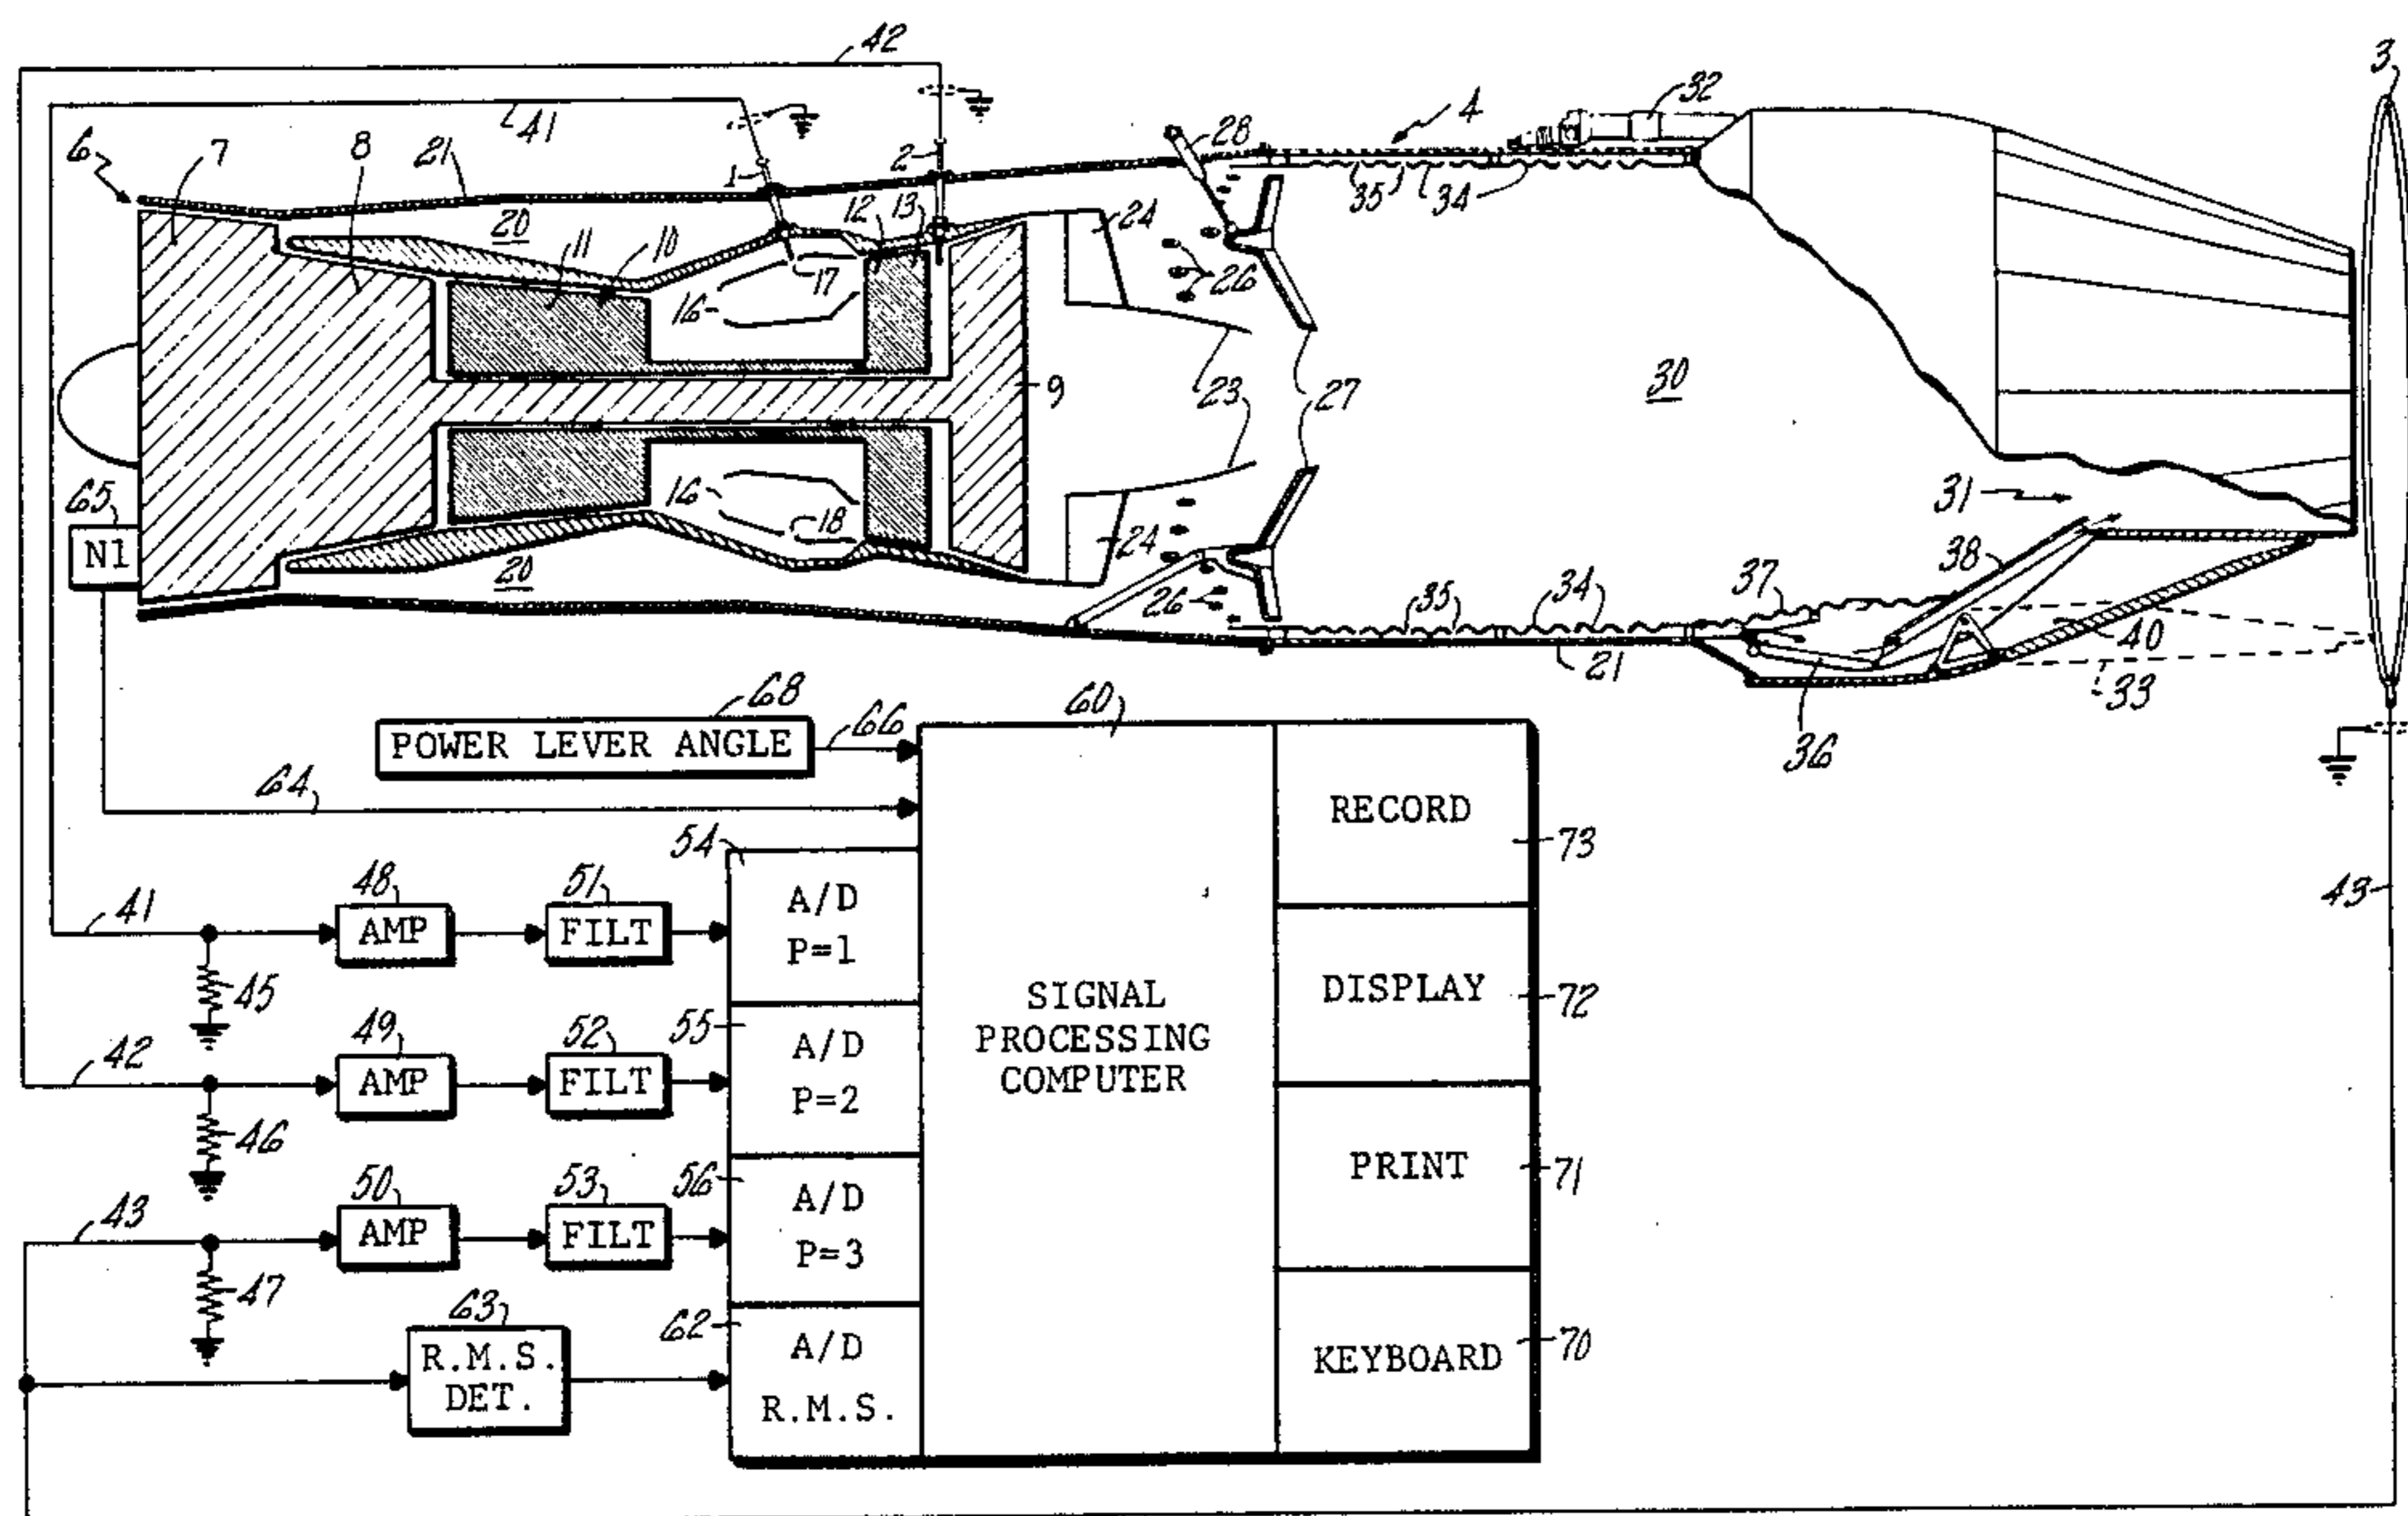 42
3
41
6
7
8
21
1
2
28
4
32
20
11
10
12
13
24
35
34
16
17
26
30
23
27
9
65
N1
16
18
24
31
38
20
26
35
34
37
21
36
40
33
68
POWER LEVER ANGLE
66
60
64
SIGNAL
PROCESSING
COMPUTER
RECORD
73
DISPLAY
72
PRINT
71
KEYBOARD
70
43
41
48
AMP
51
FILT
54
A/D
P=1
45
42
49
AMP
52
FILT
55
A/D
P=2
46
43
50
AMP
53
FILT
56
A/D
P=3
47
63
R.M.S.
DET.
62
A/D
R.M.S.